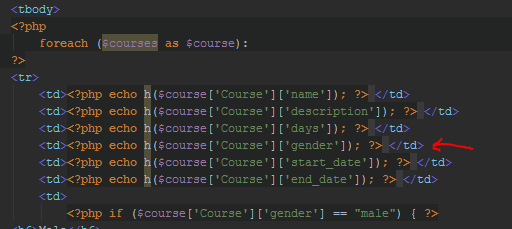 <tbody>
<?php
foreach ($courses as $course):
?>
<tr>
<td><?php echo h($course['Course']['name']); ?> </td>
<td><?php echo h($course['Course']['description']); ?> </td>
<td><?php echo h($course['Course']['days']); ?> </td>
<td><?php echo h($course['Course']['gender']); ?> </td>
<td><?php echo h($course['Course']['start_date']); ?> </td>
<td><?php echo h($course['Course']['end_date']); ?> </td>
<td>
<?php if ($course['Course']['gender'] == "male") { ?>